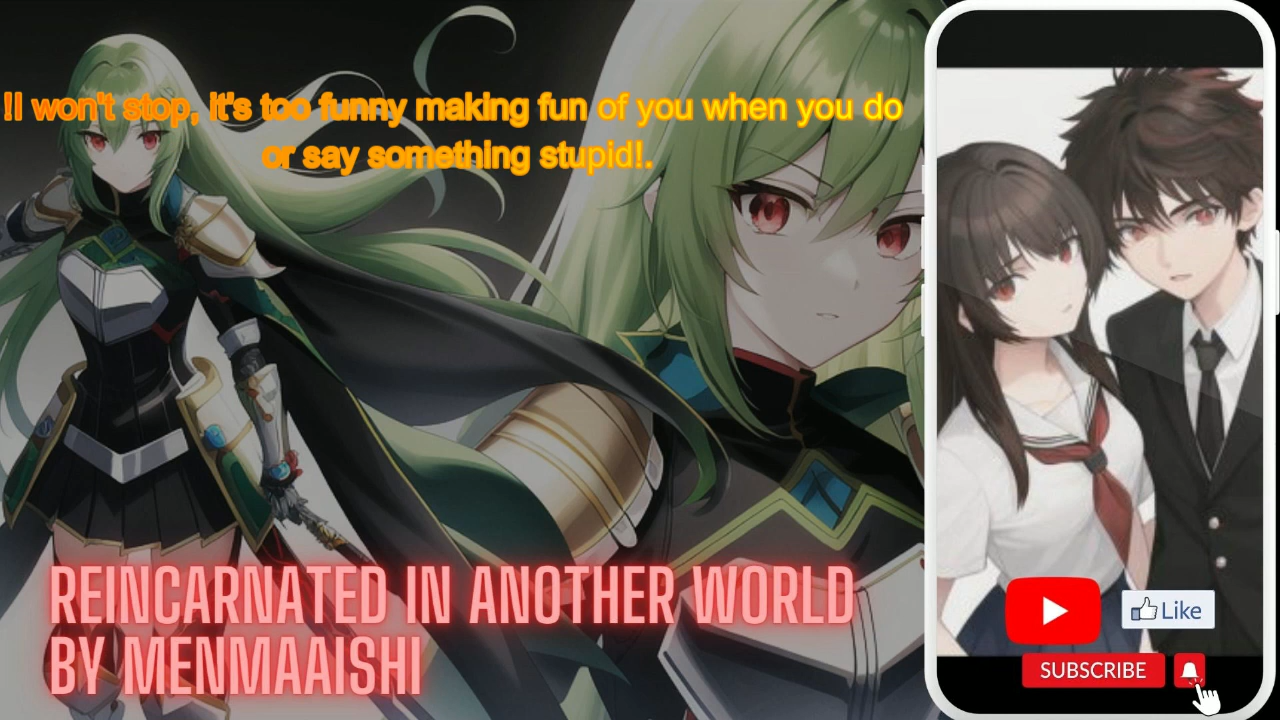 !I won't stop, it's too funny making fun of you when you do
or say something stupid!.
REINCARNATED IN ANOTHER WORLD
BY MENMAAISHI
Like
SUBSCRIBE